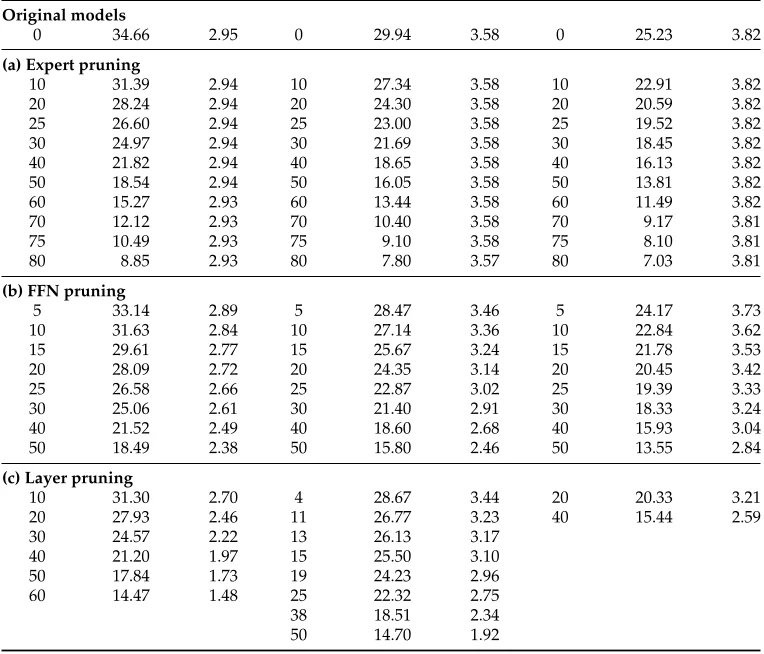 Original models
0 34.66 2.95 0 29.94 3.58 0 25.23 3.82
(a) Expert pruning
10 31.39 2.94 10 27.34 3.58 10 22.91 3.82
20 28.24 2.94 20 24.30 3.58 20 20.59 3.82
25 26.60 2.94 25 23.00 3.58 25 19.52 3.82
30 24.97 2.94 30 21.69 3.58 30 18.45 3.82
40 21.82 2.94 40 18.65 3.58 40 16.13 3.82
50 18.54 2.94 50 16.05 3.58 50 13.81 3.82
60 15.27 2.93 60 13.44 3.58 60 11.49 3.82
70 12.12 2.93 70 10.40 3.58 70 9.17 3.81
75 10.49 2.93 75 9.10 3.58 75 8.10 3.81
80 8.85 2.93 80 7.80 3.57 80 7.03 3.81
(b) FFN pruning
5 33.14 2.89 5 28.47 3.46 5 24.17 3.73
10 31.63 2.84 10 27.14 3.36 10 22.84 3.62
15 29.61 2.77 15 25.67 3.24 15 21.78 3.53
20 28.09 2.72 20 24.35 3.14 20 20.45 3.42
25 26.58 2.66 25 22.87 3.02 25 19.39 3.33
30 25.06 2.61 30 21.40 2.91 30 18.33 3.24
40 21.52 2.49 40 18.60 2.68 40 15.93 3.04
50 18.49 2.38 50 15.80 2.46 50 13.55 2.84
(c) Layer pruning
10 31.30 2.70 4 28.67 3.44 20 20.33 3.21
20 27.93 2.46 11 26.77 3.23 40 15.44 2.59
30 24.57 2.22 13 26.13 3.17
40 21.20 1.97 15 25.50 3.10
50 17.84 1.73 19 24.23 2.96
60 14.47 1.48 25 22.32 2.75
38 18.51 2.34
50 14.70 1.92